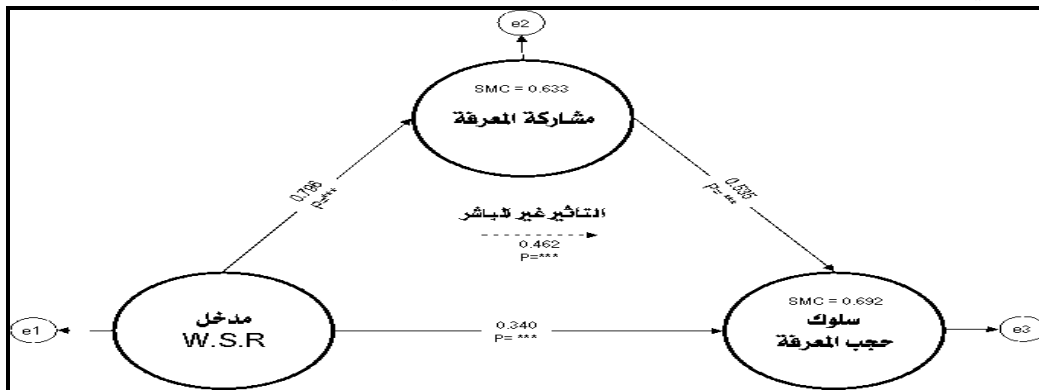 e2
SMC = 0.633
مشاركة المعرفة
0.796
P=***
0.535
P= ***
التأثير غير المباشر
0.462
P=***
e1
مدخل
W.S.R
0.340
P= ***
SMC = 0.692
سلوك
حجب المعرفة
e3